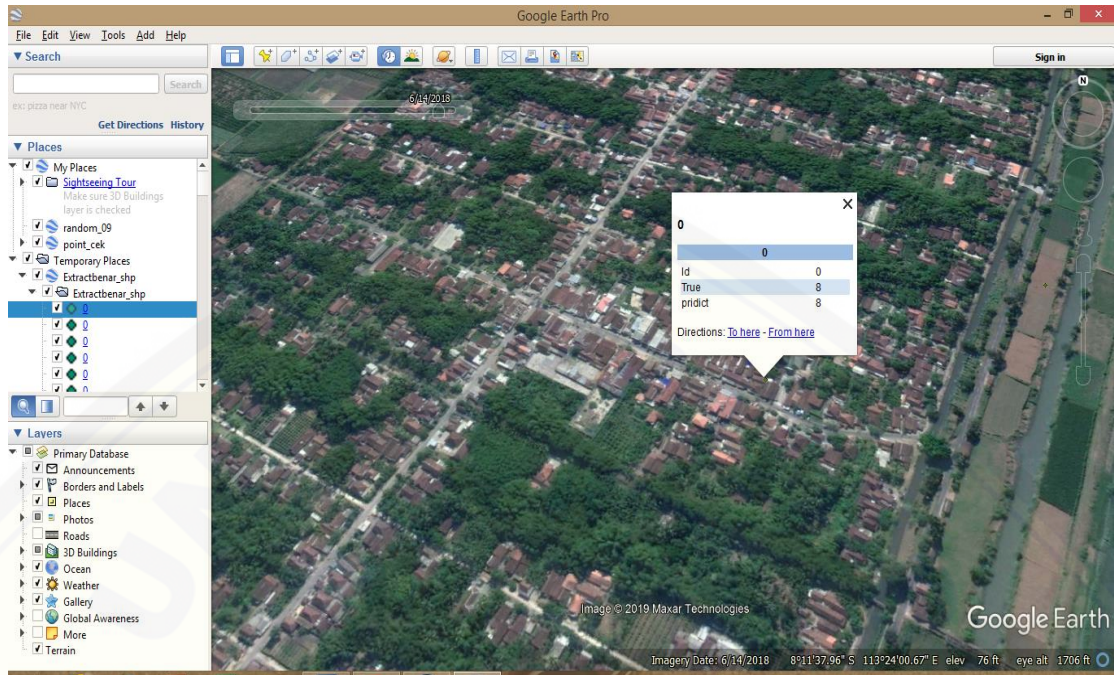 Google Earth Pro
File Edit View Tools Add Help
Search
Search
ex: pizza near NYC
Get Directions History
Places
My Places
Sightseeing Tour
Make sure 3D Buildings
layer is checked
random_09
point_cek
Temporary Places
Extractbenar_shp
Extractbenar_shp
0
0
0
0
0
0
Layers
Primary Database
Announcements
Borders and Labels
Places
Photos
Roads
3D Buildings
Ocean
Weather
Gallery
Global Awareness
More
Terrain
Sign in
6/14/2018
N
0
0
Id 0
True 8
pridict 8
Directions: To here - From here
Image © 2019 Maxar Technologies
Google Earth
Imagery Date: 6/14/2018 8°11'37.96" S 113°24'00.67" E elev 76 ft eye alt 1706 ft